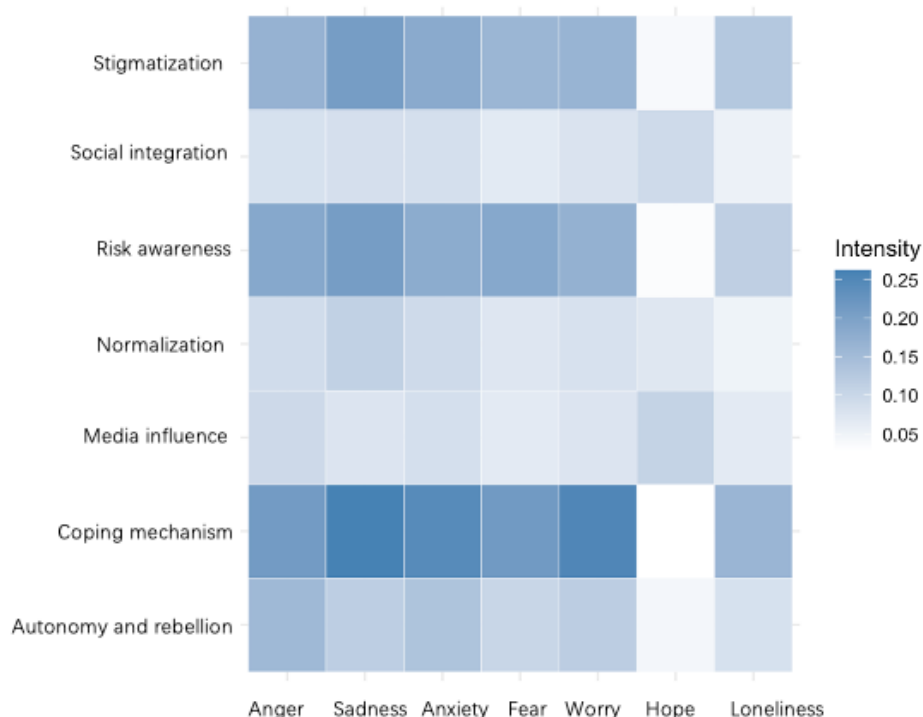 Stigmatization
Social integration
Risk awareness
Normalization
Media influence
Coping mechanism
Autonomy and rebellion
Anger Sadness Anxiety Fear Worry Hope Loneliness
Intensity
0.25
0.20
0.15
0.10
0.05